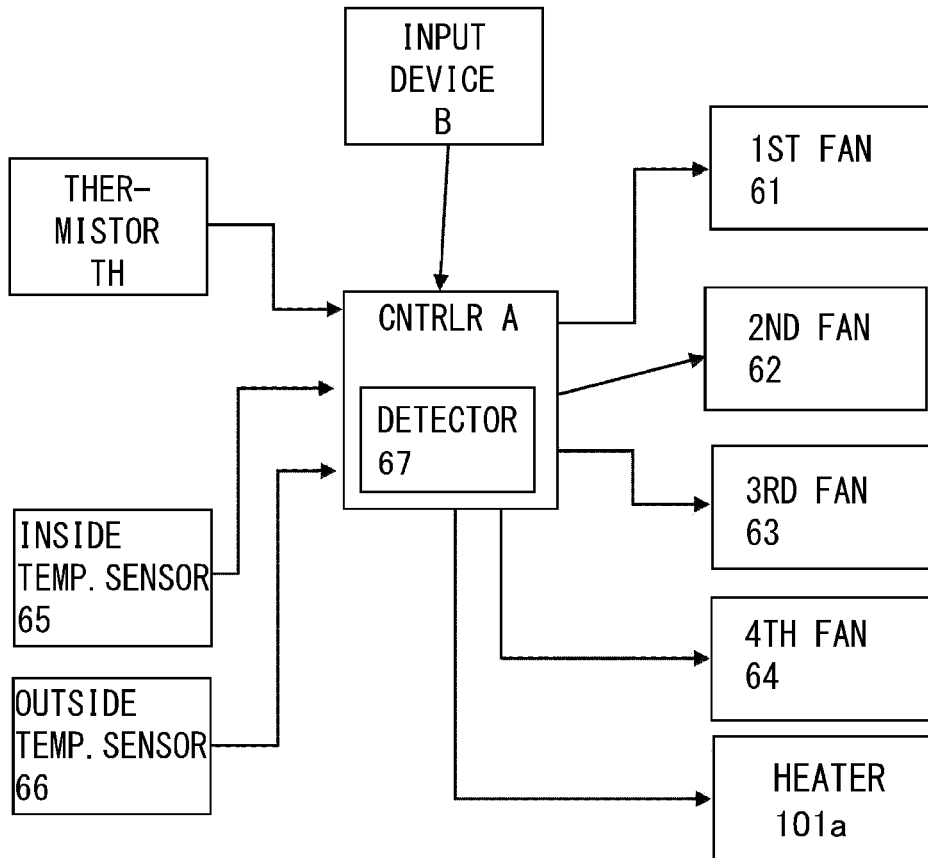 INPUT
DEVICE
B
THER-
MISTOR
TH
CNTRLR A
DETECTOR
67
INSIDE
TEMP. SENSOR
65
OUTSIDE
TEMP. SENSOR
66
1ST FAN
61
2ND FAN
62
3RD FAN
63
4TH FAN
64
HEATER
101a